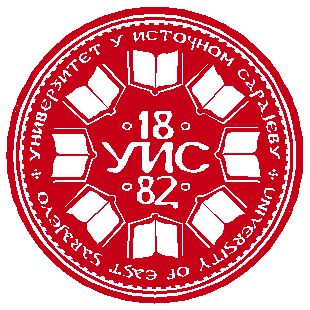 УНИВЕРЗИТЕТ У ИСТОЧНОМ САРАЈЕВУ
18
УИС
82
UNIVERSITY OF EAST SARAJEVO